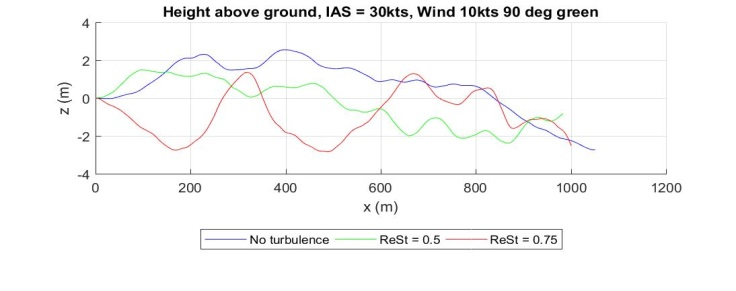 Height above ground, IAS = 30kts, Wind 10kts 90 deg green
4
2
0
-2
-4
z (m)
0 200 400 600 800 1000 1200
x (m)
No turbulence ReSt = 0.5 ReSt = 0.75